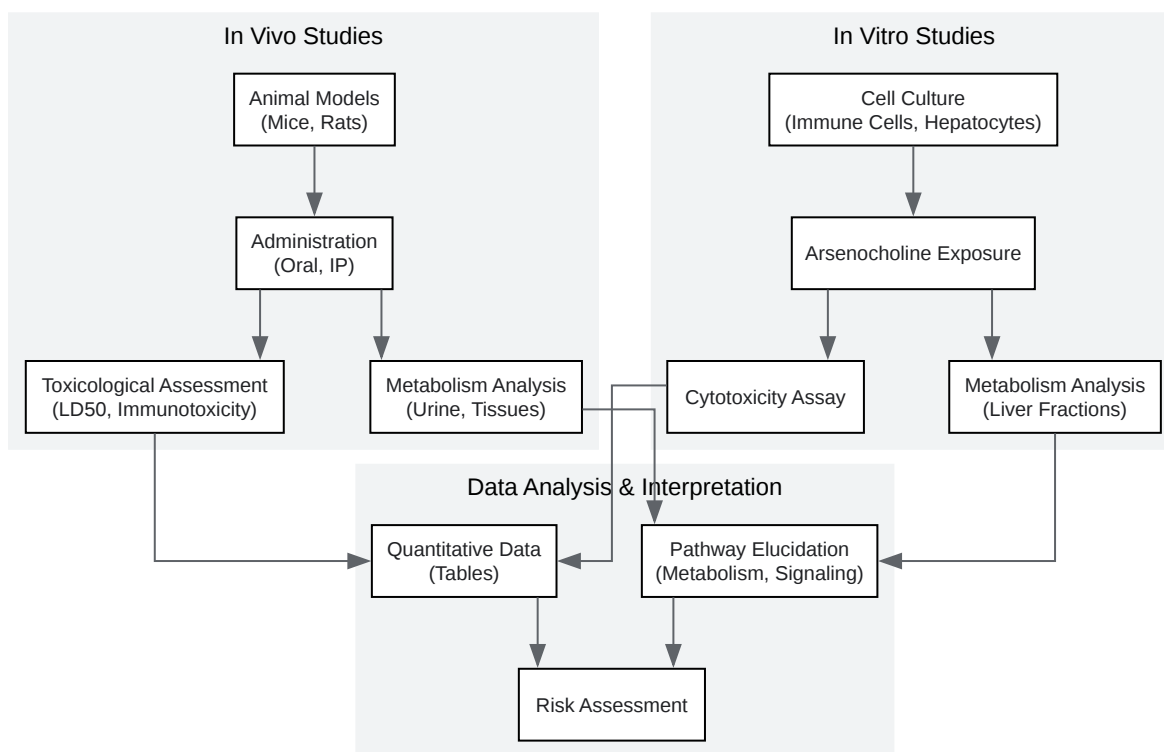 In Vivo Studies
Animal Models
(Mice, Rats)
Administration
(Oral, IP)
Toxicological Assessment
(LD50, Immunotoxicity)
Metabolism Analysis
(Urine, Tissues)
In Vitro Studies
Cell Culture
(Immune Cells, Hepatocytes)
Arsenocholine Exposure
Cytotoxicity Assay
Metabolism Analysis
(Liver Fractions)
Data Analysis & Interpretation
Quantitative Data
(Tables)
Pathway Elucidation
(Metabolism, Signaling)
Risk Assessment